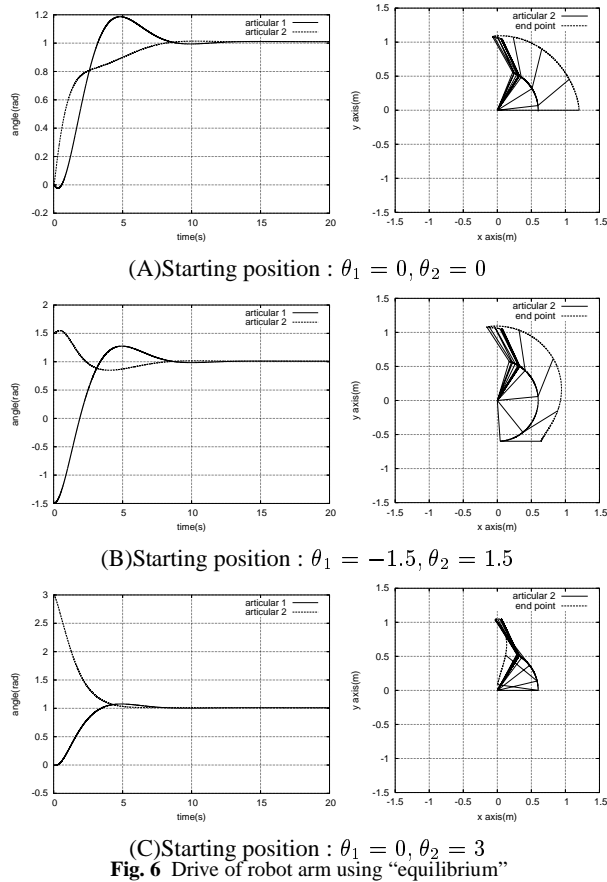 angle(rad)
1.2
1
0.8
0.6
0.4
0.2
0
-0.2
0 5 10 15 20
time(s)
articular 1
articular 2
y axis(m)
1.5
1
0.5
0
-0.5
-1
-1.5
-1.5 -1 -0.5 0 0.5 1 1.5
x axis(m)
articular 2
end point
(A)Starting position : θ₁ = 0, θ₂ = 0
angle(rad)
2
1.5
1
0.5
0
-0.5
-1
-1.5
0 5 10 15 20
time(s)
articular 1
articular 2
y axis(m)
1.5
1
0.5
0
-0.5
-1
-1.5
-1.5 -1 -0.5 0 0.5 1 1.5
x axis(m)
articular 2
end point
(B)Starting position : θ₁ = −1.5, θ₂ = 1.5
angle(rad)
3
2.5
2
1.5
1
0.5
0
-0.5
0 5 10 15 20
time(s)
articular 1
articular 2
y axis(m)
1.5
1
0.5
0
-0.5
-1
-1.5
-1.5 -1 -0.5 0 0.5 1 1.5
x axis(m)
articular 2
end point
(C)Starting position : θ₁ = 0, θ₂ = 3
Fig. 6 Drive of robot arm using “equilibrium”